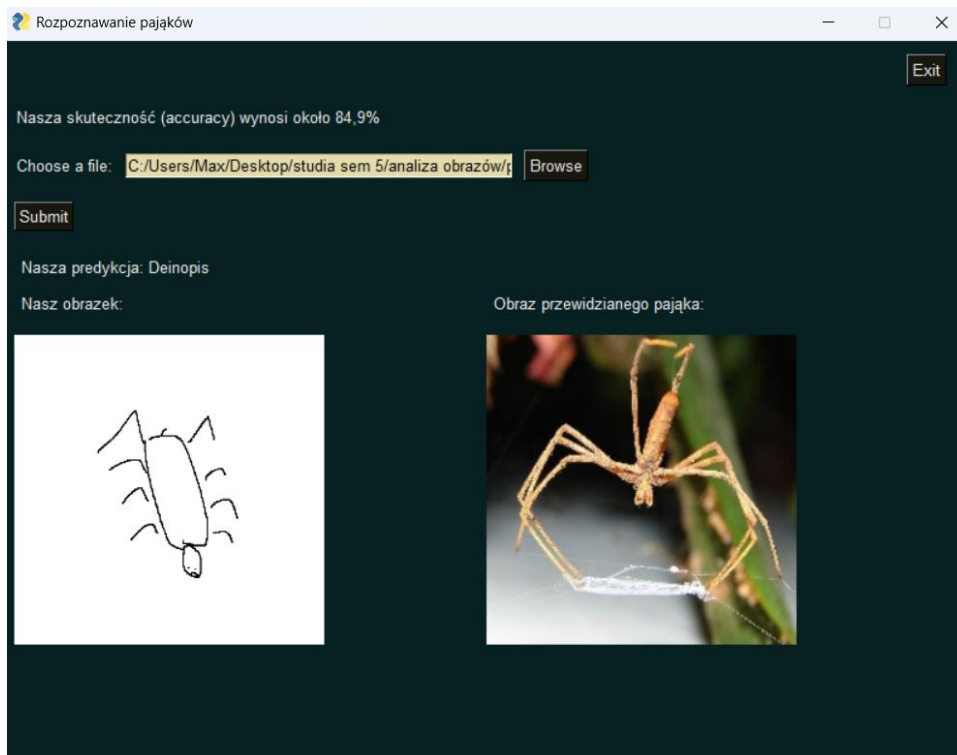 Rozpoznawanie pająków
Exit
Nasza skuteczność (accuracy) wynosi około 84,9%
Choose a file: C:/Users/Max/Desktop/studia sem 5/analiza obrazów/p Browse
Submit
Nasza predykcja: Deinopis
Nasz obrazek: Obraz przewidzianego pająka: